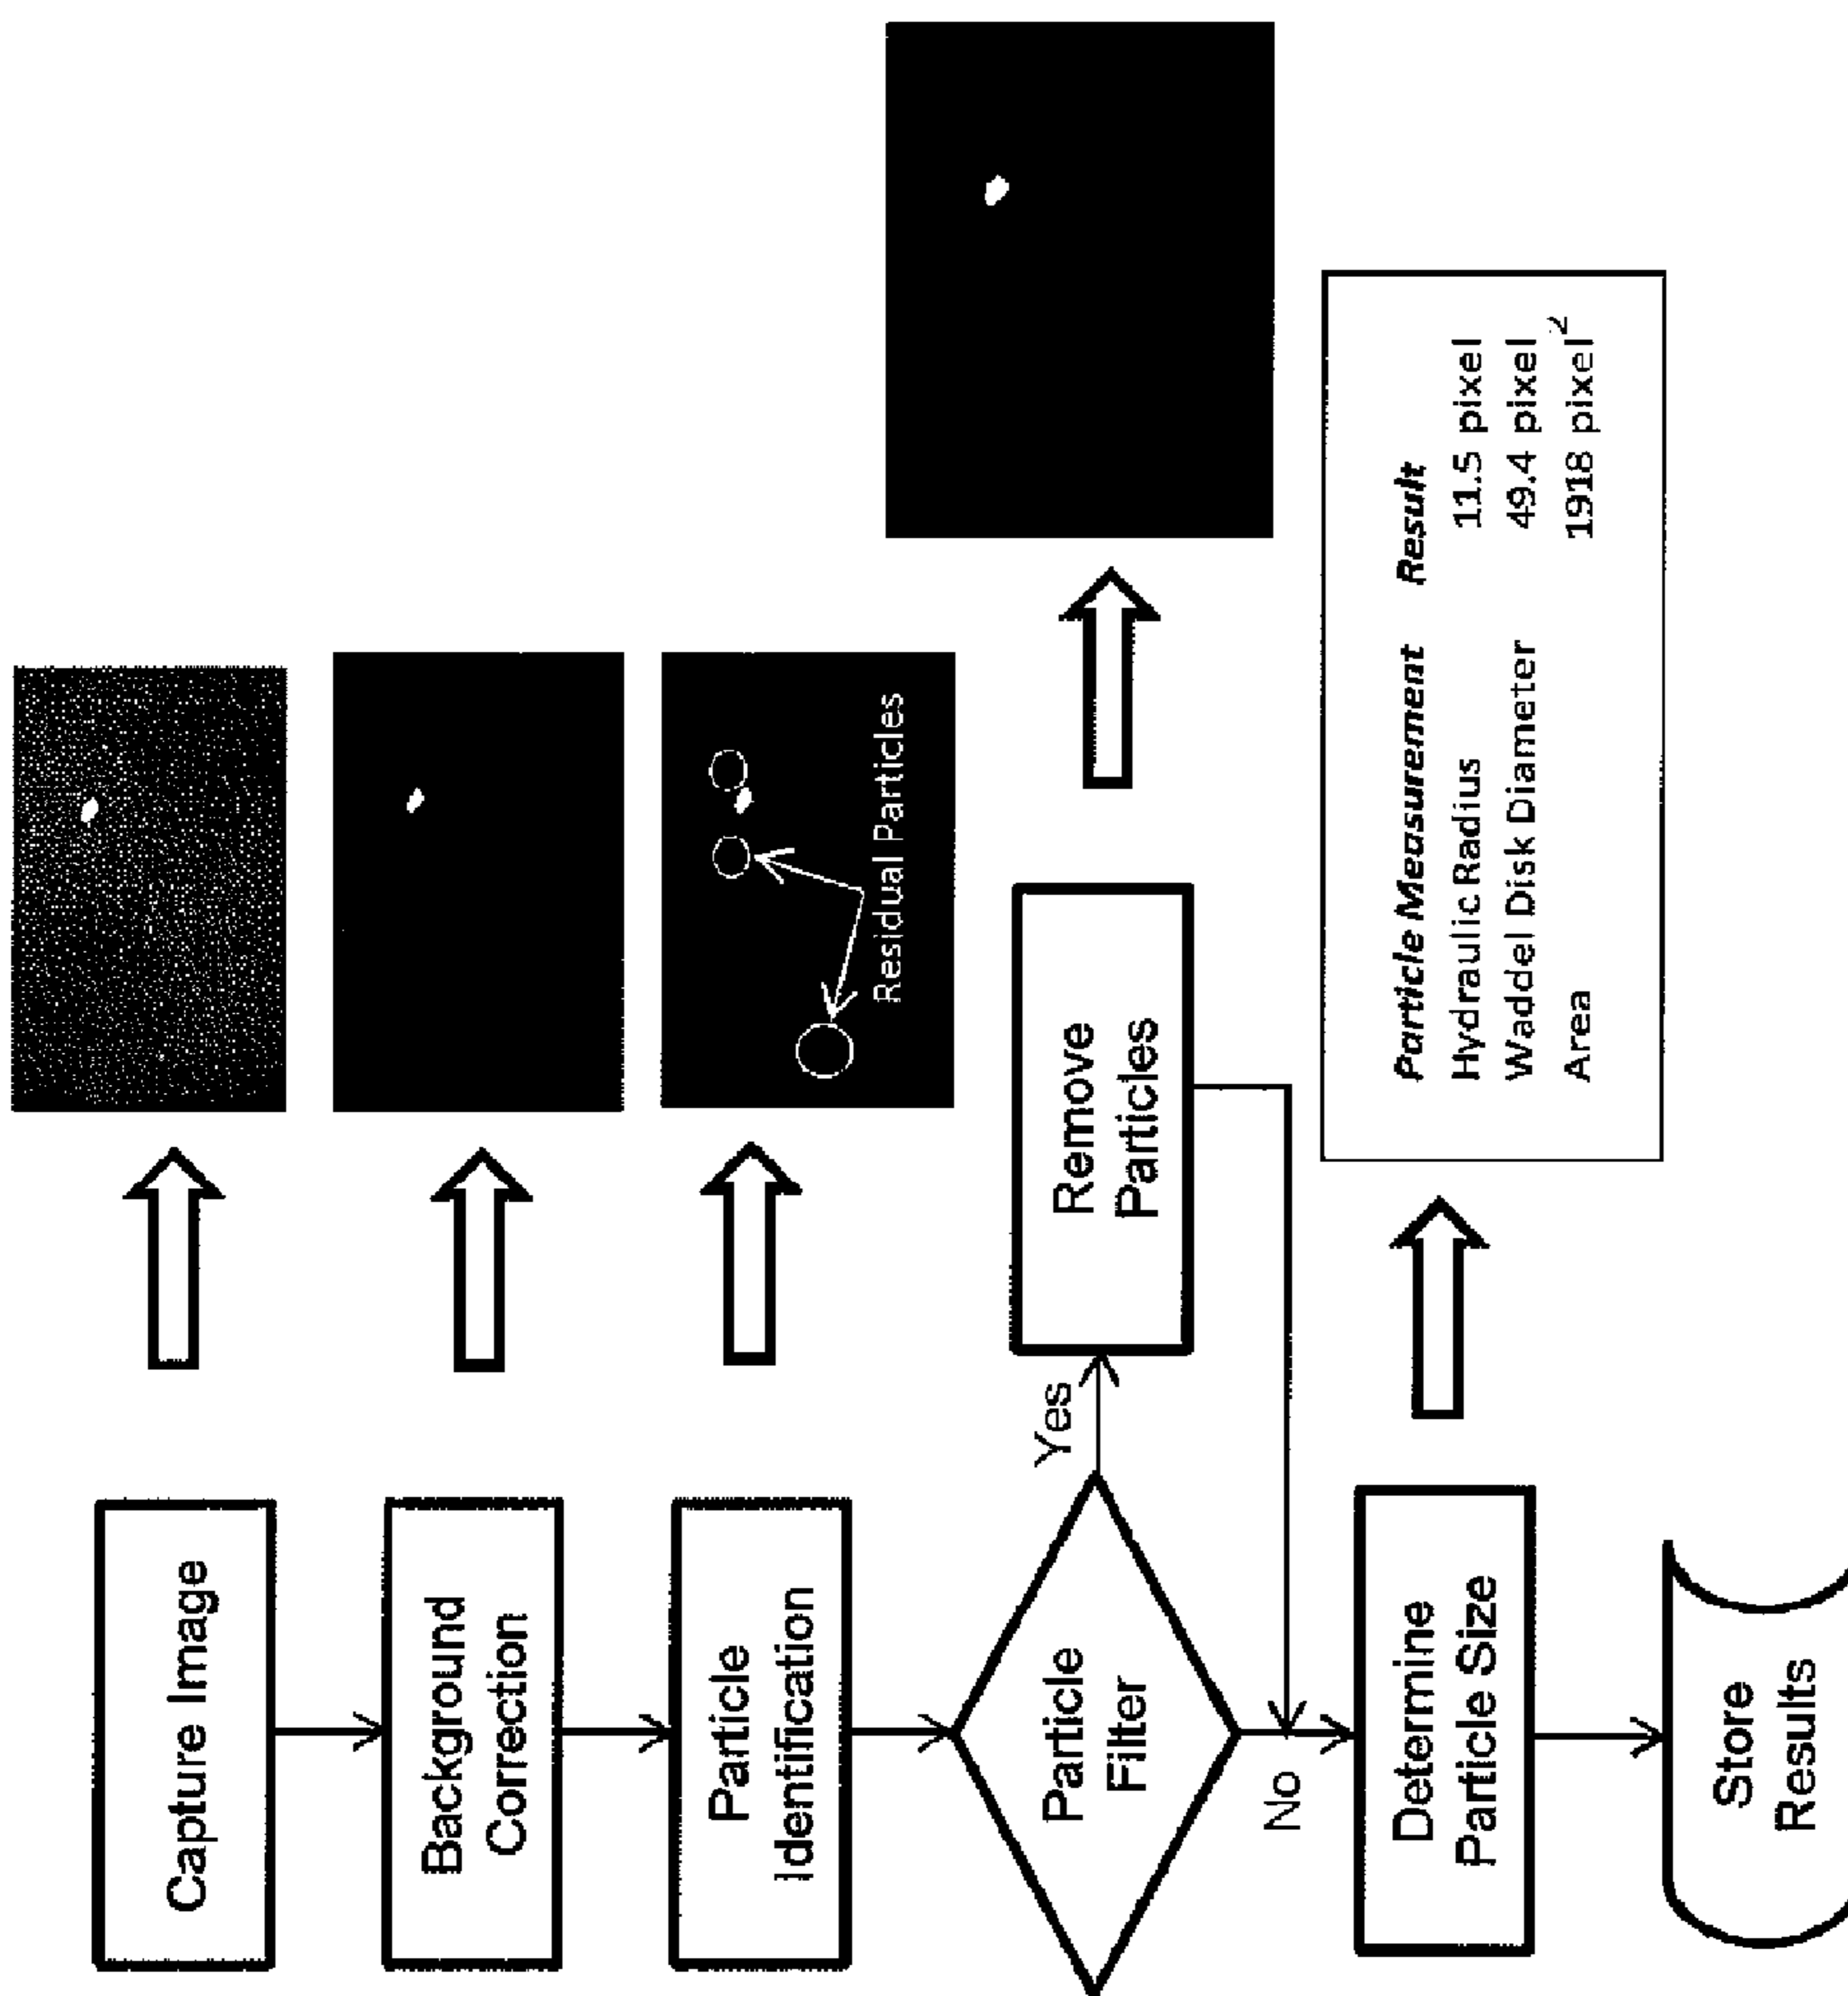 Capture Image
Background
Correction
Particle
Identification
Residual Particles
Particle
Filter
Yes
Remove
Particles
No
Determine
Particle Size
Particle Measurement Result
Hydraulic Radius 11.5 pixel
Waddel Disk Diameter 49.4 pixel
Area 1918 pixel²
Store
Results